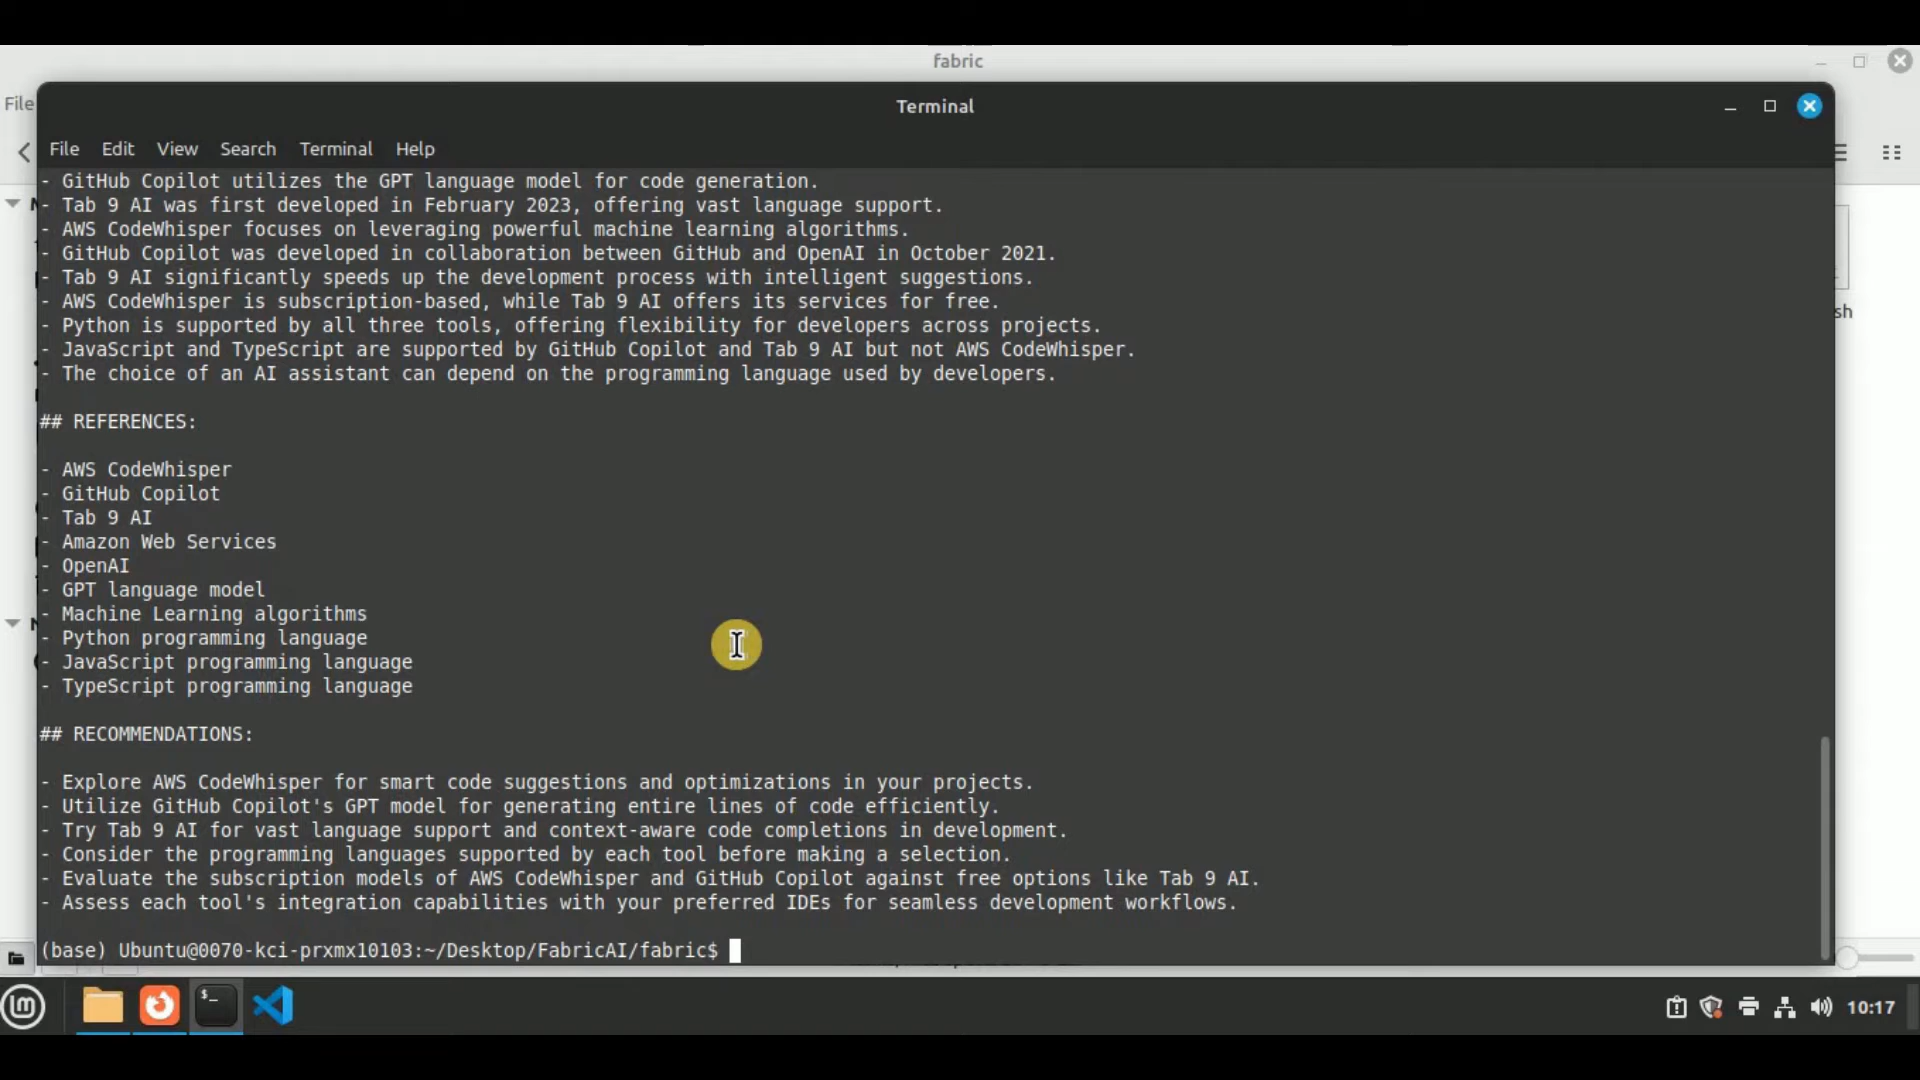 fabric
File
Terminal
File Edit View Search Terminal Help
- GitHub Copilot utilizes the GPT language model for code generation.
- Tab 9 AI was first developed in February 2023, offering vast language support.
- AWS CodeWhisper focuses on leveraging powerful machine learning algorithms.
- GitHub Copilot was developed in collaboration between GitHub and OpenAI in October 2021.
- Tab 9 AI significantly speeds up the development process with intelligent suggestions.
- AWS CodeWhisper is subscription-based, while Tab 9 AI offers its services for free.
- Python is supported by all three tools, offering flexibility for developers across projects.
- JavaScript and TypeScript are supported by GitHub Copilot and Tab 9 AI but not AWS CodeWhisper.
- The choice of an AI assistant can depend on the programming language used by developers.
## REFERENCES:
- AWS CodeWhisper
- GitHub Copilot
- Tab 9 AI
- Amazon Web Services
- OpenAI
- GPT language model
- Machine Learning algorithms
- Python programming language
- JavaScript programming language
- TypeScript programming language
## RECOMMENDATIONS:
- Explore AWS CodeWhisper for smart code suggestions and optimizations in your projects.
- Utilize GitHub Copilot's GPT model for generating entire lines of code efficiently.
- Try Tab 9 AI for vast language support and context-aware code completions in development.
- Consider the programming languages supported by each tool before making a selection.
- Evaluate the subscription models of AWS CodeWhisper and GitHub Copilot against free options like Tab 9 AI.
- Assess each tool's integration capabilities with your preferred IDEs for seamless development workflows.
(base) Ubuntu@0070-kci-prxmx10103:~/Desktop/FabricAI/fabric$
sh
10:17